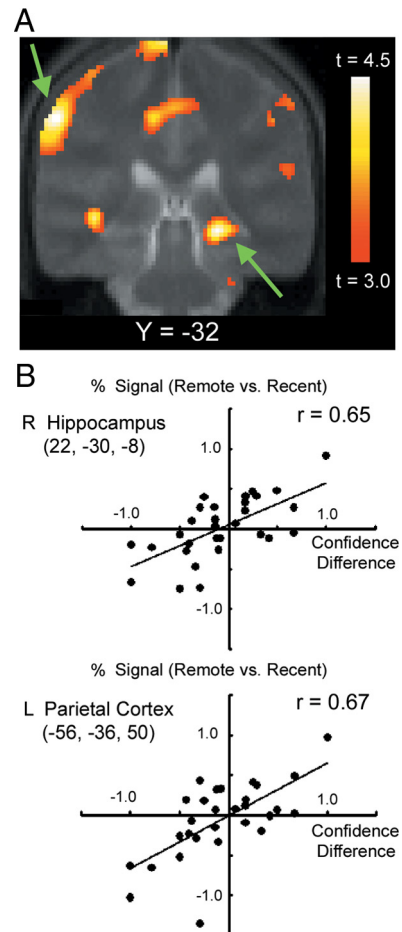 A
t = 4.5
t = 3.0
Y = -32
B
% Signal (Remote vs. Recent)
R Hippocampus
(22, -30, -8)
r = 0.65
1.0
-1.0
1.0
Confidence
Difference
-1.0
% Signal (Remote vs. Recent)
L Parietal Cortex
(-56, -36, 50)
r = 0.67
1.0
-1.0
1.0
Confidence
Difference
-1.0